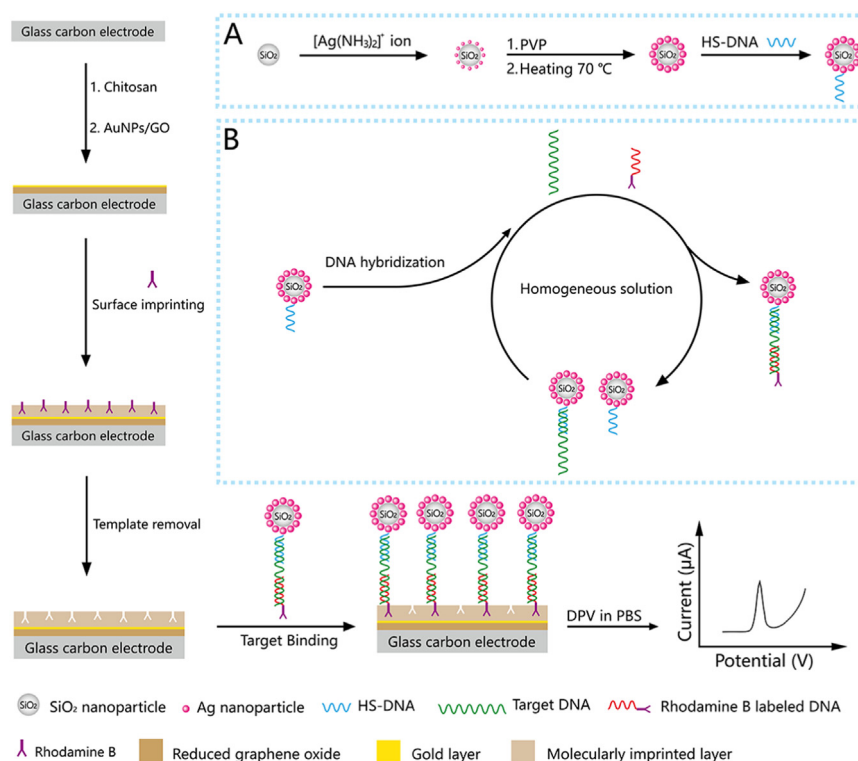 Glass carbon electrode
1. Chitosan
2. AuNPs/GO
Glass carbon electrode
Surface imprinting
Glass carbon electrode
Template removal
Glass carbon electrode
A
SiO₂
[Ag(NH₃)₂]⁺ ion
SiO₂
1. PVP
2. Heating 70 ℃
SiO₂
HS-DNA
SiO₂
B
SiO₂
DNA hybridization
Homogeneous solution
SiO₂
SiO₂
SiO₂
SiO₂
Target Binding
SiO₂
SiO₂
SiO₂
SiO₂
Glass carbon electrode
DPV in PBS
Current (μA)
Potential (V)
SiO₂
SiO₂ nanoparticle
Ag nanoparticle
HS-DNA
Target DNA
Rhodamine B labeled DNA
Rhodamine B
Reduced graphene oxide
Gold layer
Molecularly imprinted layer